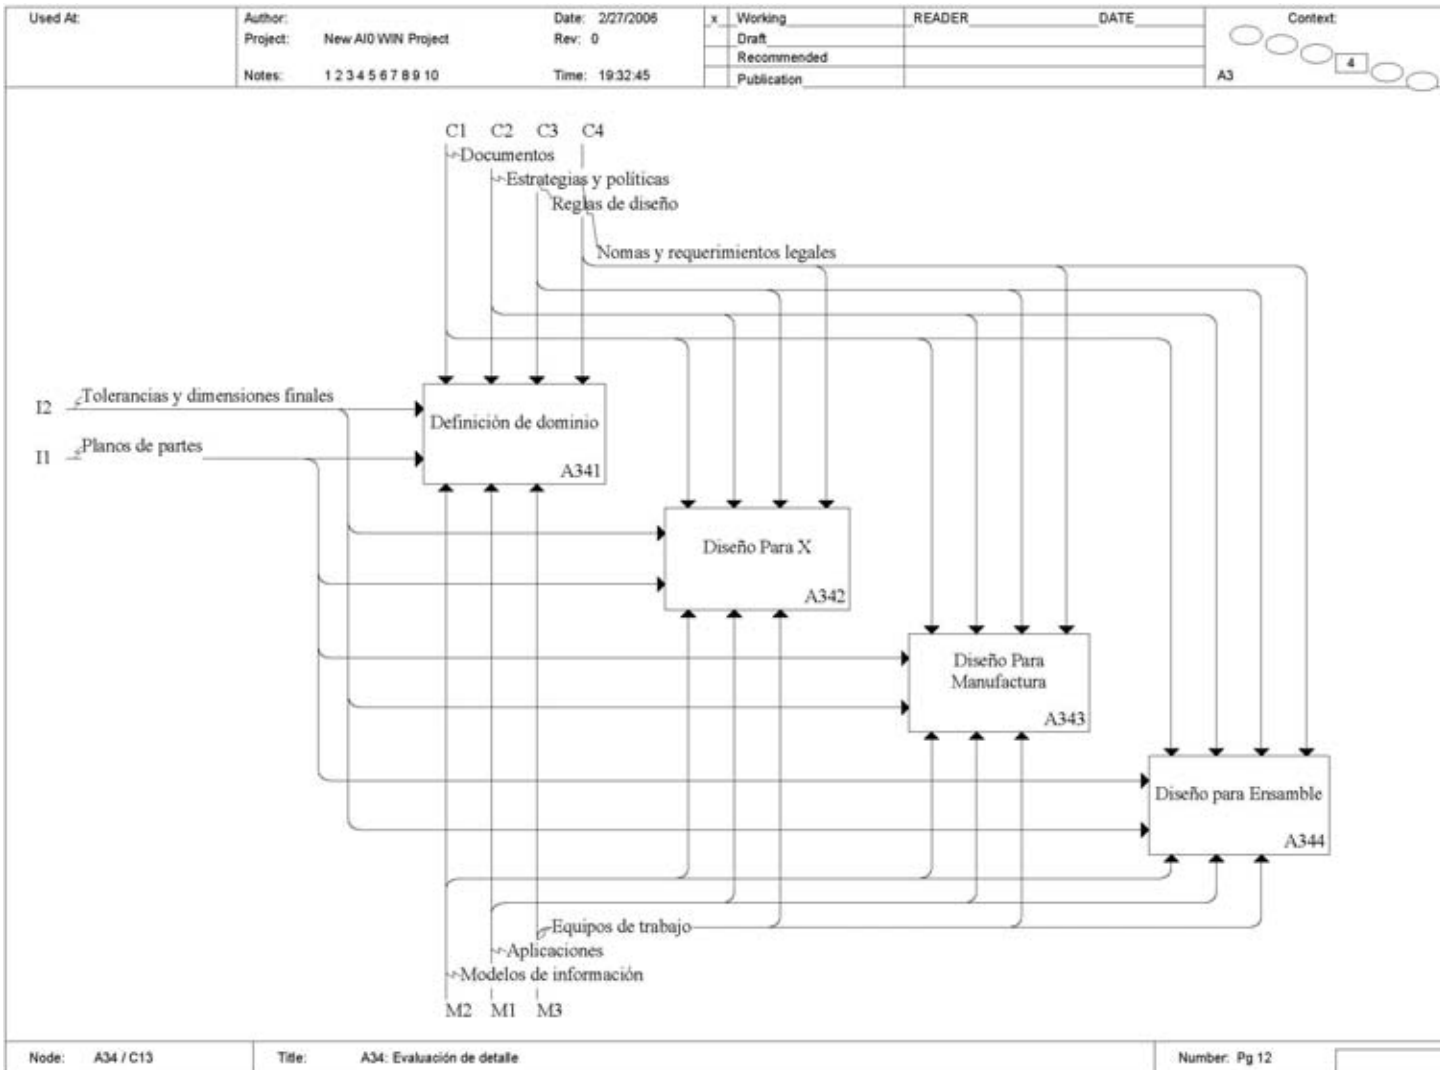 Used At:
Author:
Date: 2/27/2006
x
Working
READER
DATE
Context:
Project: New AI0 WIN Project
Rev: 0
Draft
Recommended
4
Notes: 1 2 3 4 5 6 7 8 9 10
Time: 19:32:45
Publication
A3
C1 C2 C3 C4
Documentos
Estrategias y políticas
Reglas de diseño
Nomas y requerimientos legales
I2
Tolerancias y dimensiones finales
I1
Planos de partes
Definición de dominio
A341
Diseño Para X
A342
Diseño Para
Manufactura
A343
Diseño para Ensamble
A344
Equipos de trabajo
Aplicaciones
Modelos de información
M2 M1 M3
Node: A34 / C13
Title: A34: Evaluación de detalle
Number: Pg 12